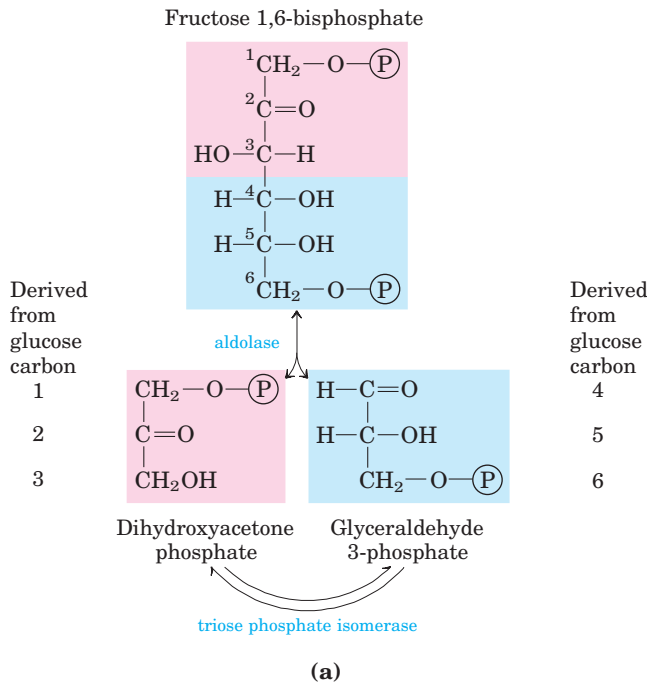 Fructose 1,6-bisphosphate
1CH2—O—P
2C=O
HO—3C—H
H—4C—OH
H—5C—OH
6CH2—O—P
aldolase
Derived
from
glucose
carbon
1
2
3
CH2—O—P
C=O
CH2OH
Dihydroxyacetone
phosphate
H—C=O
H—C—OH
CH2—O—P
Glyceraldehyde
3-phosphate
Derived
from
glucose
carbon
4
5
6
triose phosphate isomerase
(a)